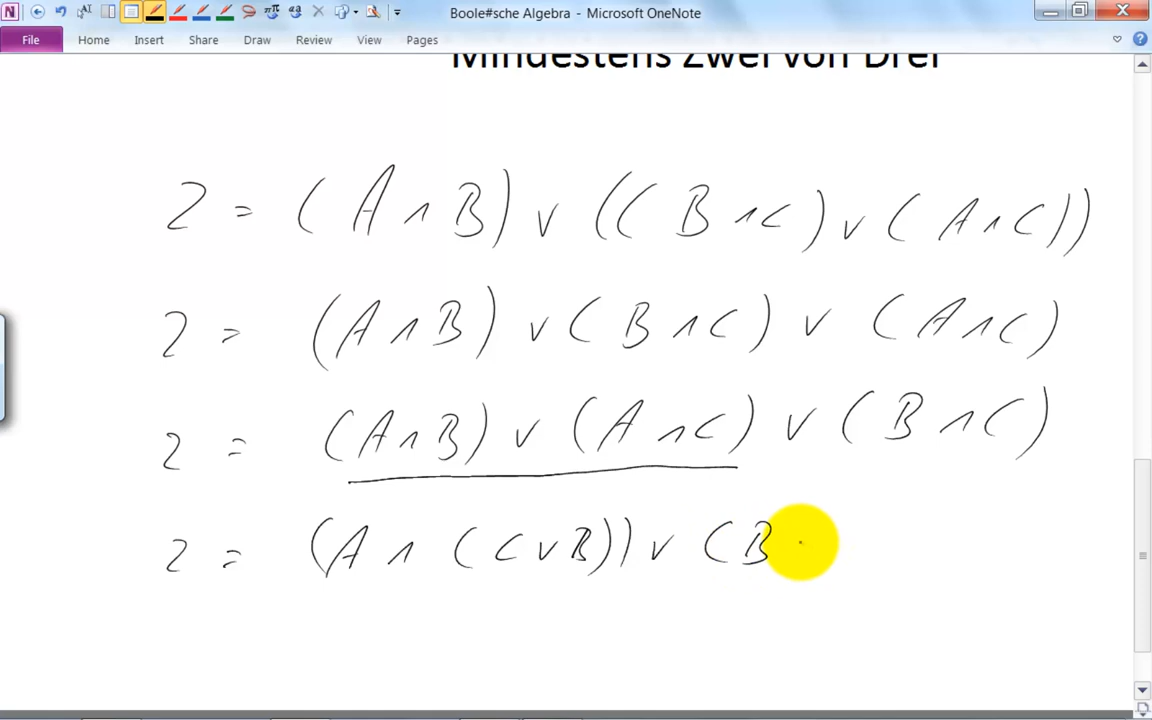 Boole#sche Algebra - Microsoft OneNote
File Home Insert Share Draw Review View Pages
Mindestens Zwei von Drei
Z = (A ∧ B) ∨ ((B ∧ C) ∨ (A ∧ C))
Z = (A ∧ B) ∨ (B ∧ C) ∨ (A ∧ C)
Z = (A ∧ B) ∨ (A ∧ C) ∨ (B ∧ C)
Z = (A ∧ (C ∨ B)) ∨ (B